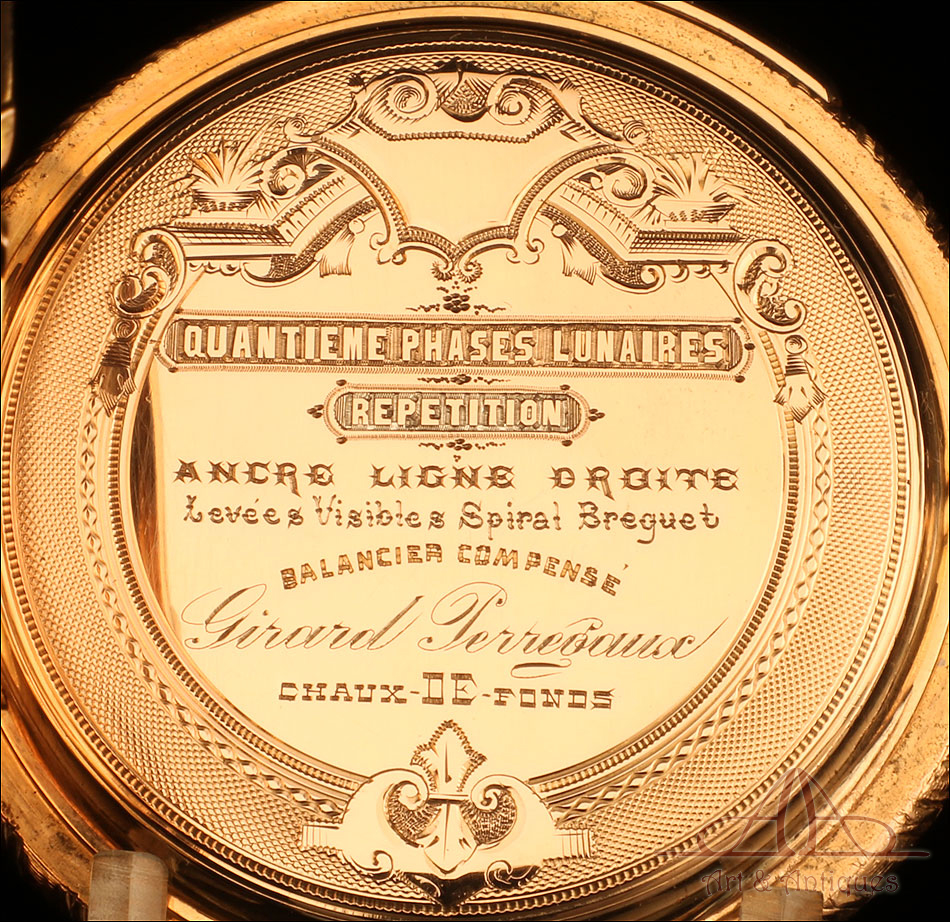 QUANTIEME PHASES LUNAIRES
REPETITION
ANCRE LIGNE DROITE
Levées Visibles Spiral Breguet
BALANCIER COMPENSÉ
Girard Perregaux
CHAUX-DE-FONDS
Art & Antiques